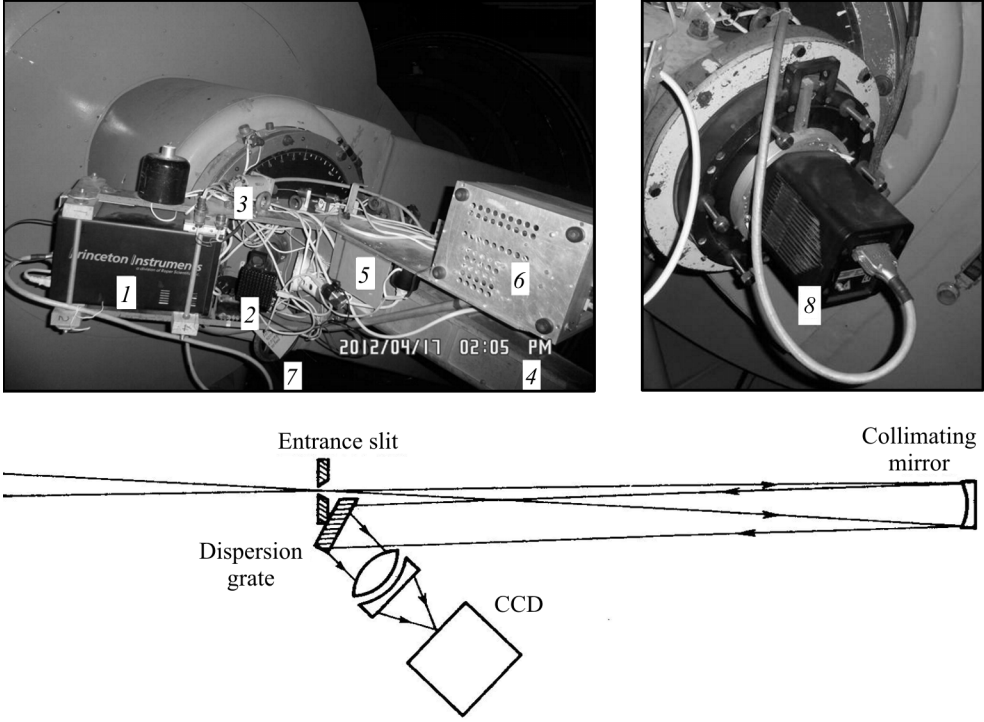 Princeton Instruments
1
2
3
4
5
6
7
8
2012/04/17 02:05 PM
Entrance slit
Collimating
mirror
Dispersion
grate
CCD